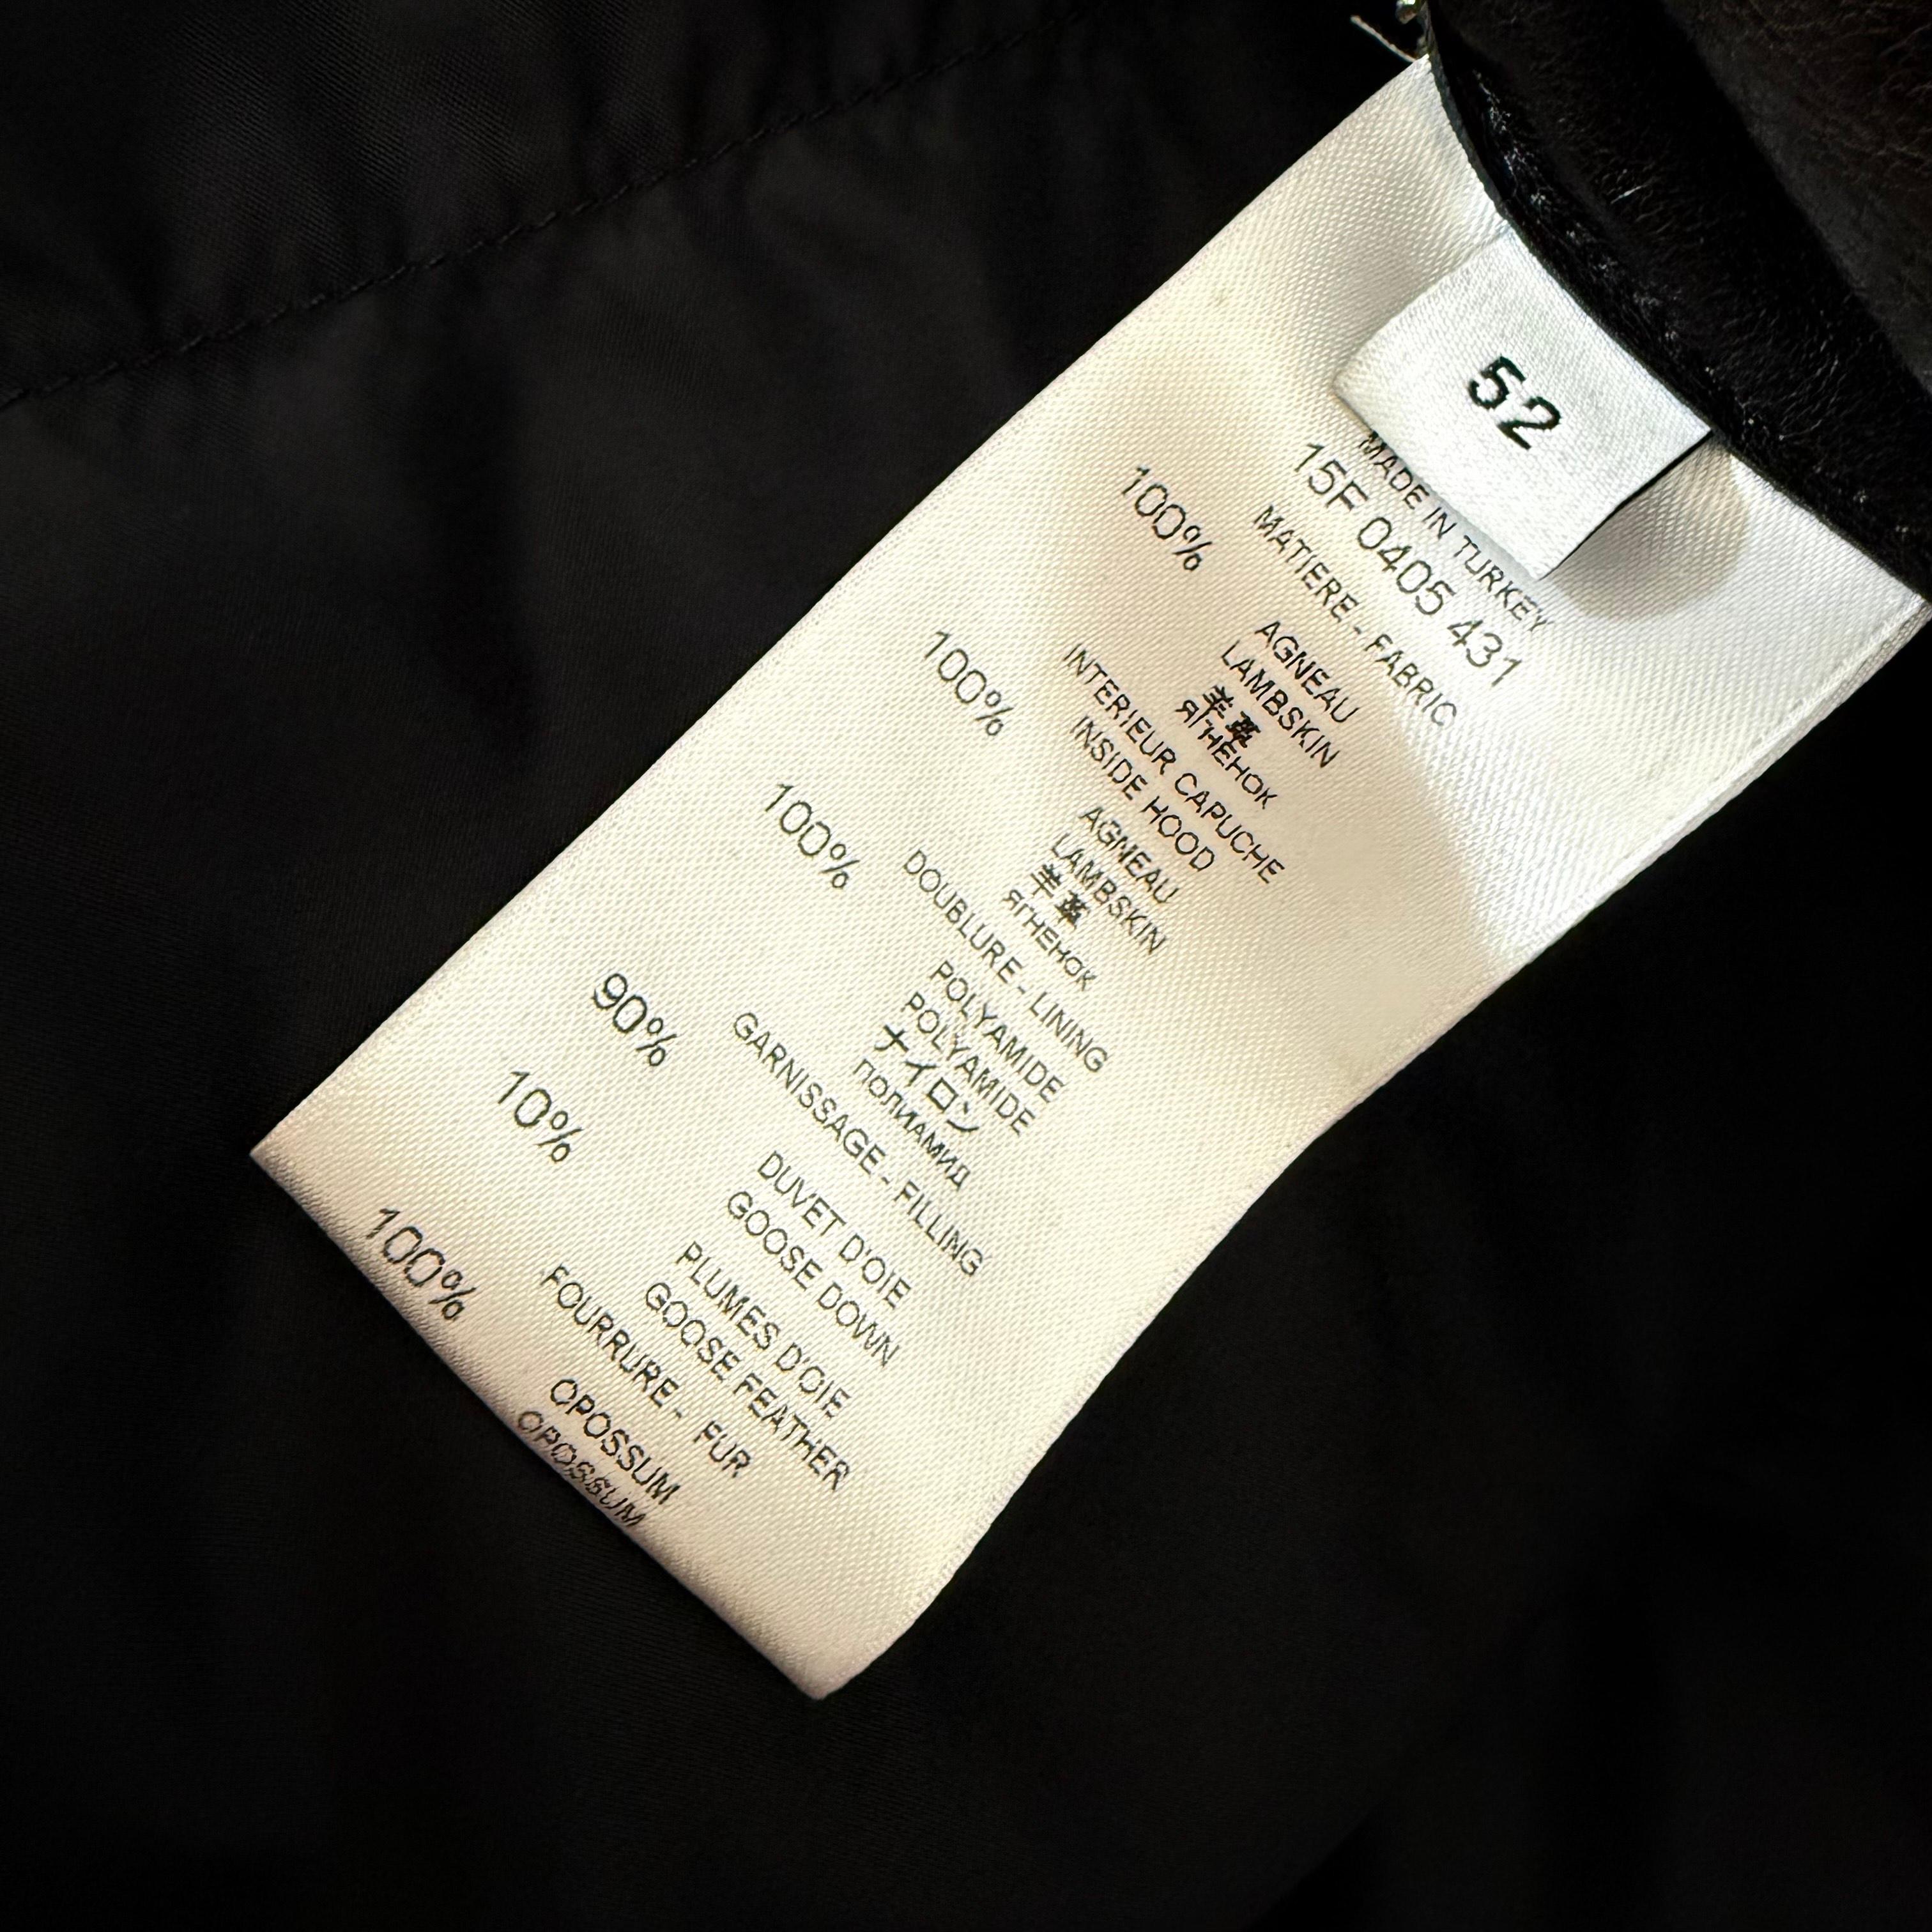 52
MADE IN TURKEY
15F 0405 431
MATIERE - FABRIC
100% AGNEAU
LAMBSKIN
羊革
ЯГНЕНОК
INTERIEUR CAPUCHE
INSIDE HOOD
100% AGNEAU
LAMBSKIN
羊革
ЯГНЕНОК
DOUBLURE - LINING
100% POLYAMIDE
POLYAMIDE
ナイロン
ПОЛИАМИД
GARNISSAGE - FILLING
90% DUVET D'OIE
GOOSE DOWN
10% PLUMES D'OIE
GOOSE FEATHER
FOURRURE - FUR
100% OPOSSUM
OPOSSUM